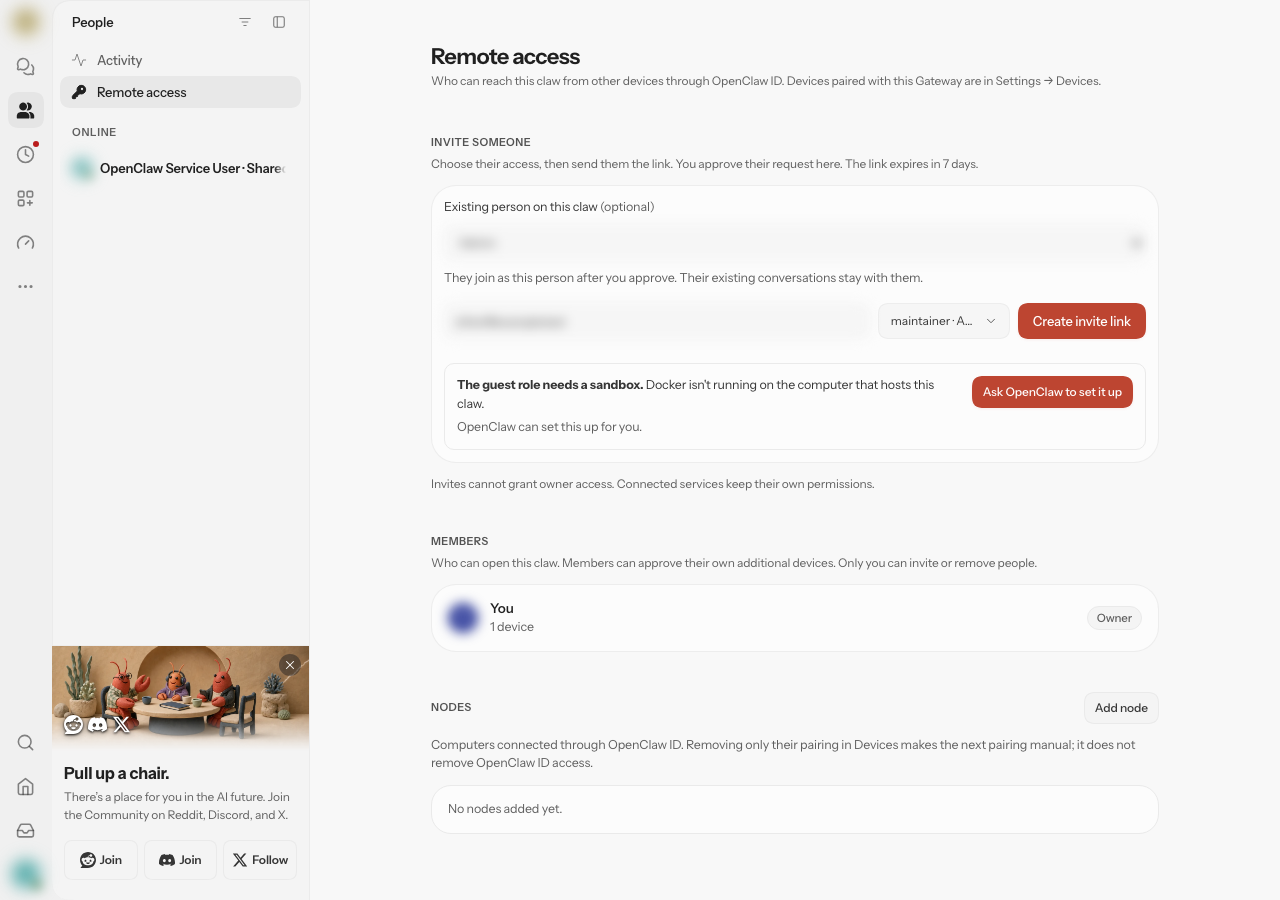 People
Activity
Remote access
ONLINE
OpenClaw Service User · Shared
Pull up a chair.
There's a place for you in the AI future. Join
the Community on Reddit, Discord, and X.
Join
Join
Follow
Remote access
Who can reach this claw from other devices through OpenClaw ID. Devices paired with this Gateway are in Settings → Devices.
INVITE SOMEONE
Choose their access, then send them the link. You approve their request here. The link expires in 7 days.
Existing person on this claw (optional)
They join as this person after you approve. Their existing conversations stay with them.
maintainer · A...
Create invite link
The guest role needs a sandbox. Docker isn't running on the computer that hosts this
claw.
OpenClaw can set this up for you.
Ask OpenClaw to set it up
Invites cannot grant owner access. Connected services keep their own permissions.
MEMBERS
Who can open this claw. Members can approve their own additional devices. Only you can invite or remove people.
You
1 device
Owner
NODES
Add node
Computers connected through OpenClaw ID. Removing only their pairing in Devices makes the next pairing manual; it does not
remove OpenClaw ID access.
No nodes added yet.